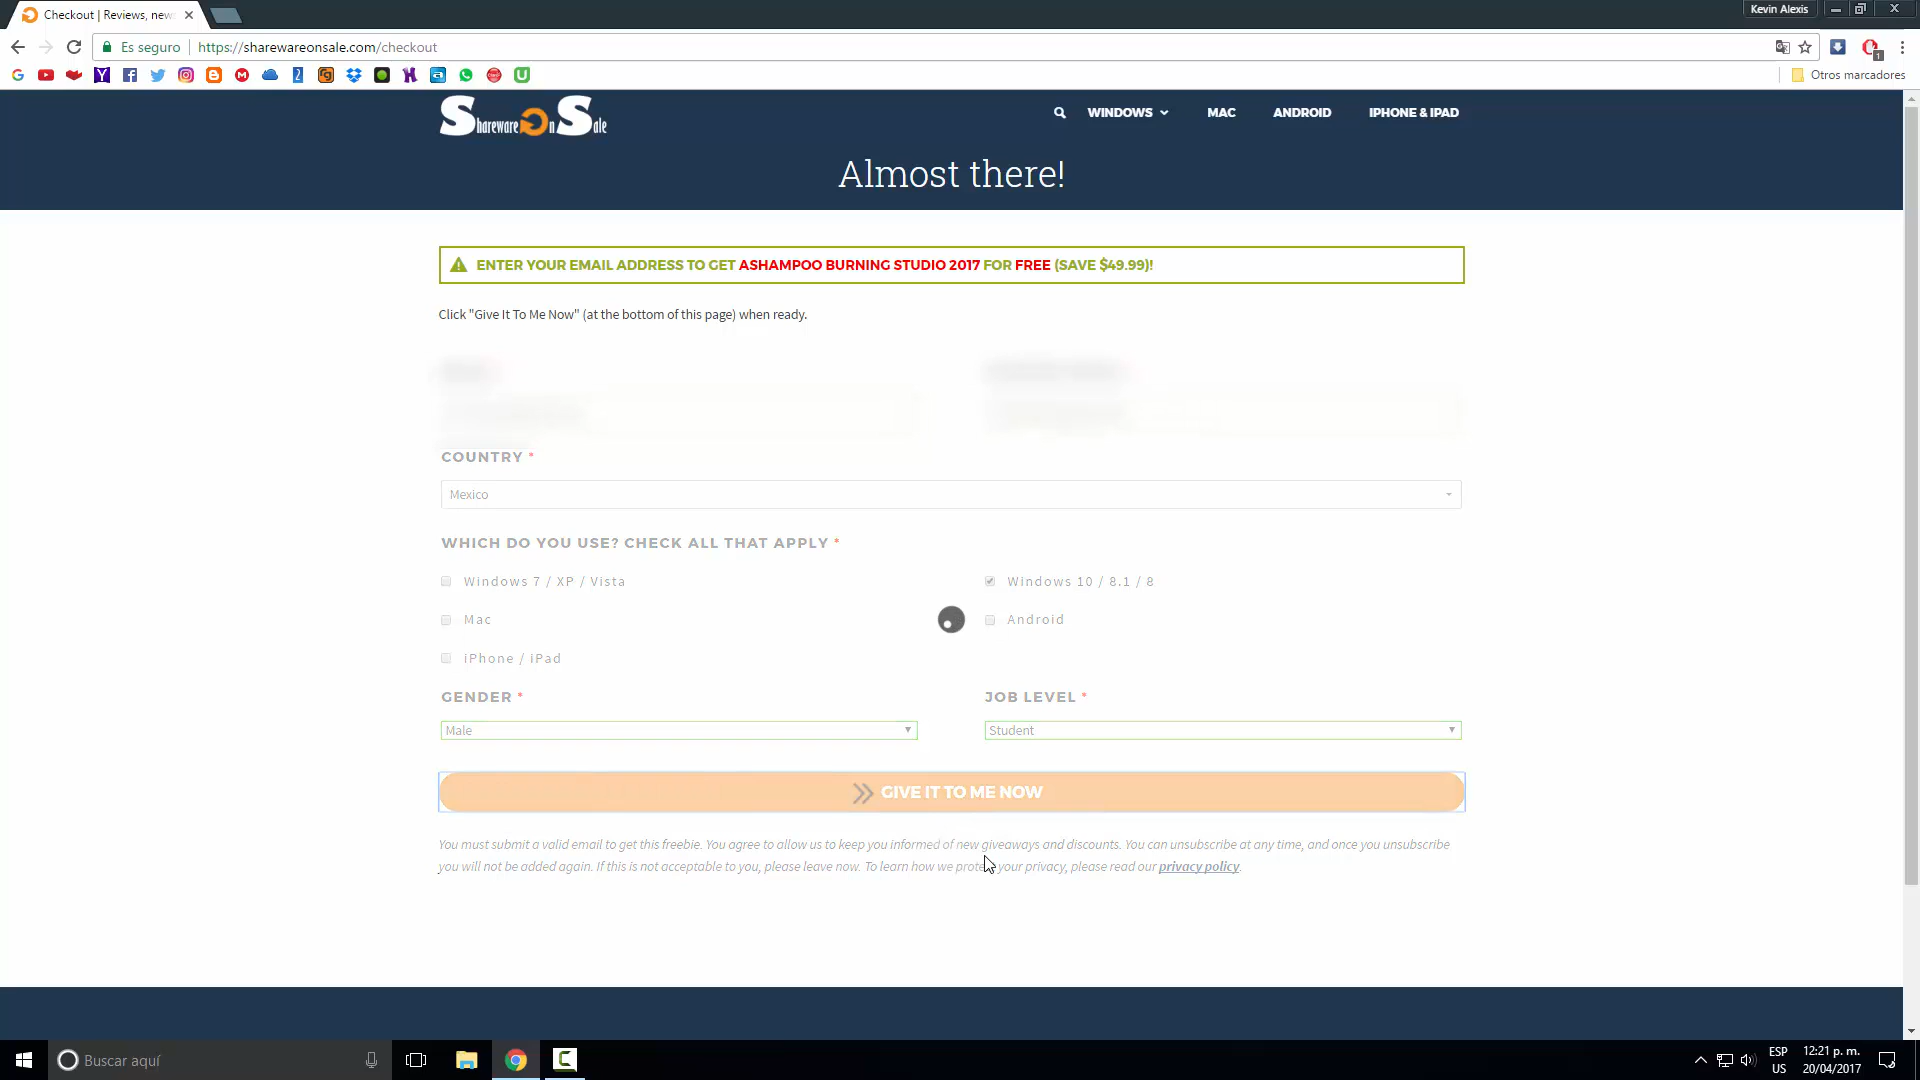 Checkout | Reviews, new
Kevin Alexis
Es seguro
https://sharewareonsale.com/checkout
1
Otros marcadores
Shareware On Sale
WINDOWS
MAC
ANDROID
IPHONE & IPAD
Almost there!
ENTER YOUR EMAIL ADDRESS TO GET ASHAMPOO BURNING STUDIO 2017 FOR FREE (SAVE $49.99)!
Click "Give It To Me Now" (at the bottom of this page) when ready.
COUNTRY *
Mexico
WHICH DO YOU USE? CHECK ALL THAT APPLY *
Windows 7 / XP / Vista
Windows 10 / 8.1 / 8
Mac
Android
iPhone / iPad
GENDER *
JOB LEVEL *
Male
Student
GIVE IT TO ME NOW
You must submit a valid email to get this freebie. You agree to allow us to keep you informed of new giveaways and discounts. You can unsubscribe at any time, and once you unsubscribe
you will not be added again. If this is not acceptable to you, please leave now. To learn how we protect your privacy, please read our privacy policy.
Buscar aquí
ESP
US
12:21 p. m.
20/04/2017